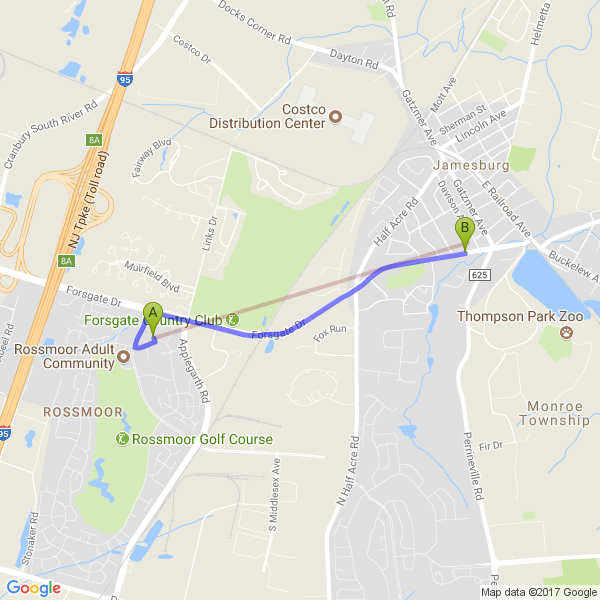 Docks Corner Rd
Dayton Rd
Helmetta
Costco Dr
95
Mott Ave
Gatzmer Ave
Costco
Distribution Center
Sherman St
Lincoln Ave
Cranbury South River Rd
8A
Fairway Blvd
Jamesburg
NJ Tpke (Toll road)
Davison A
Gatzmer Ave
E Railroad Ave
Half Acre Rd
Links Dr
B
8A
Muirfield Blvd
625
Buckelew A
Forsgate Dr
A
Forsgate Country Club
Forsgate Dr
Fox Run
Thompson Park Zoo
Abeel Rd
Rossmoor Adult
Community
Applegarth Rd
ROSSMOOR
Monroe
Township
95
Rossmoor Golf Course
Fir Dr
N Half Acre Rd
Perrineville Rd
S Middlesex Ave
Stonaker Rd
Pe
Google
Map data ©2017 Google